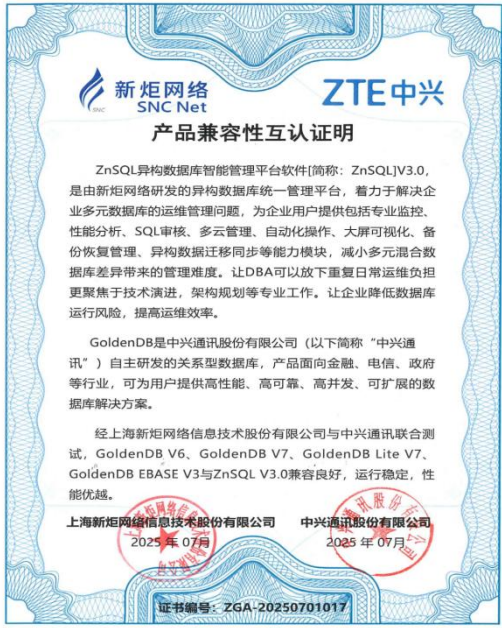 新炬网络
SNC Net
SNC
ZTE中兴
产品兼容性互认证明
ZnSQL异构数据库智能管理平台软件[简称：ZnSQL]V3.0，
是由新炬网络研发的异构数据库统一管理平台，着力于解决企
业多元数据库的运维管理问题，为企业用户提供包括专业监控、
性能分析、SQL审核、多云管理、自动化操作、大屏可视化、备
份恢复管理、异构数据迁移同步等能力模块，减小多元混合数
据库差异带来的管理难度。让DBA可以放下重复日常运维负担
更聚焦于技术演进，架构规划等专业工作。让企业降低数据库
运行风险，提高运维效率。
GoldenDB是中兴通讯股份有限公司（以下简称“中兴通
讯”）自主研发的关系型数据库，产品面向金融、电信、政府
等行业，可为用户提供高性能、高可靠、高并发、可扩展的数
据库解决方案。
经上海新炬网络信息技术股份有限公司与中兴通讯联合测
试，GoldenDB V6、GoldenDB V7、GoldenDB Lite V7、
GoldenDB EBASE V3与ZnSQL V3.0兼容良好，运行稳定，性
能优越。
上海新炬网络信息技术股份有限公司 中兴通讯股份有限公司
2025 年 07月 2025 年 07月
证书编号：ZGA-20250701017